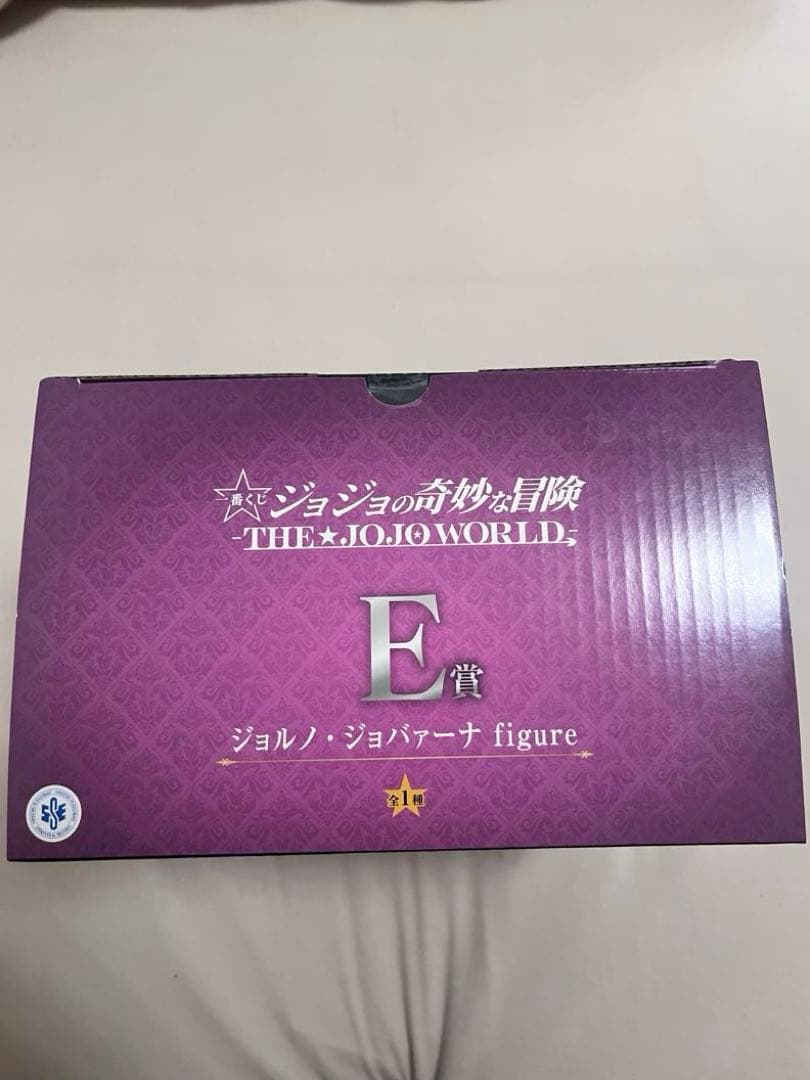 一番くじ ジョジョの奇妙な冒険
-THE★JOJO WORLD-
E賞
ジョルノ・ジョバァーナ figure
全1種